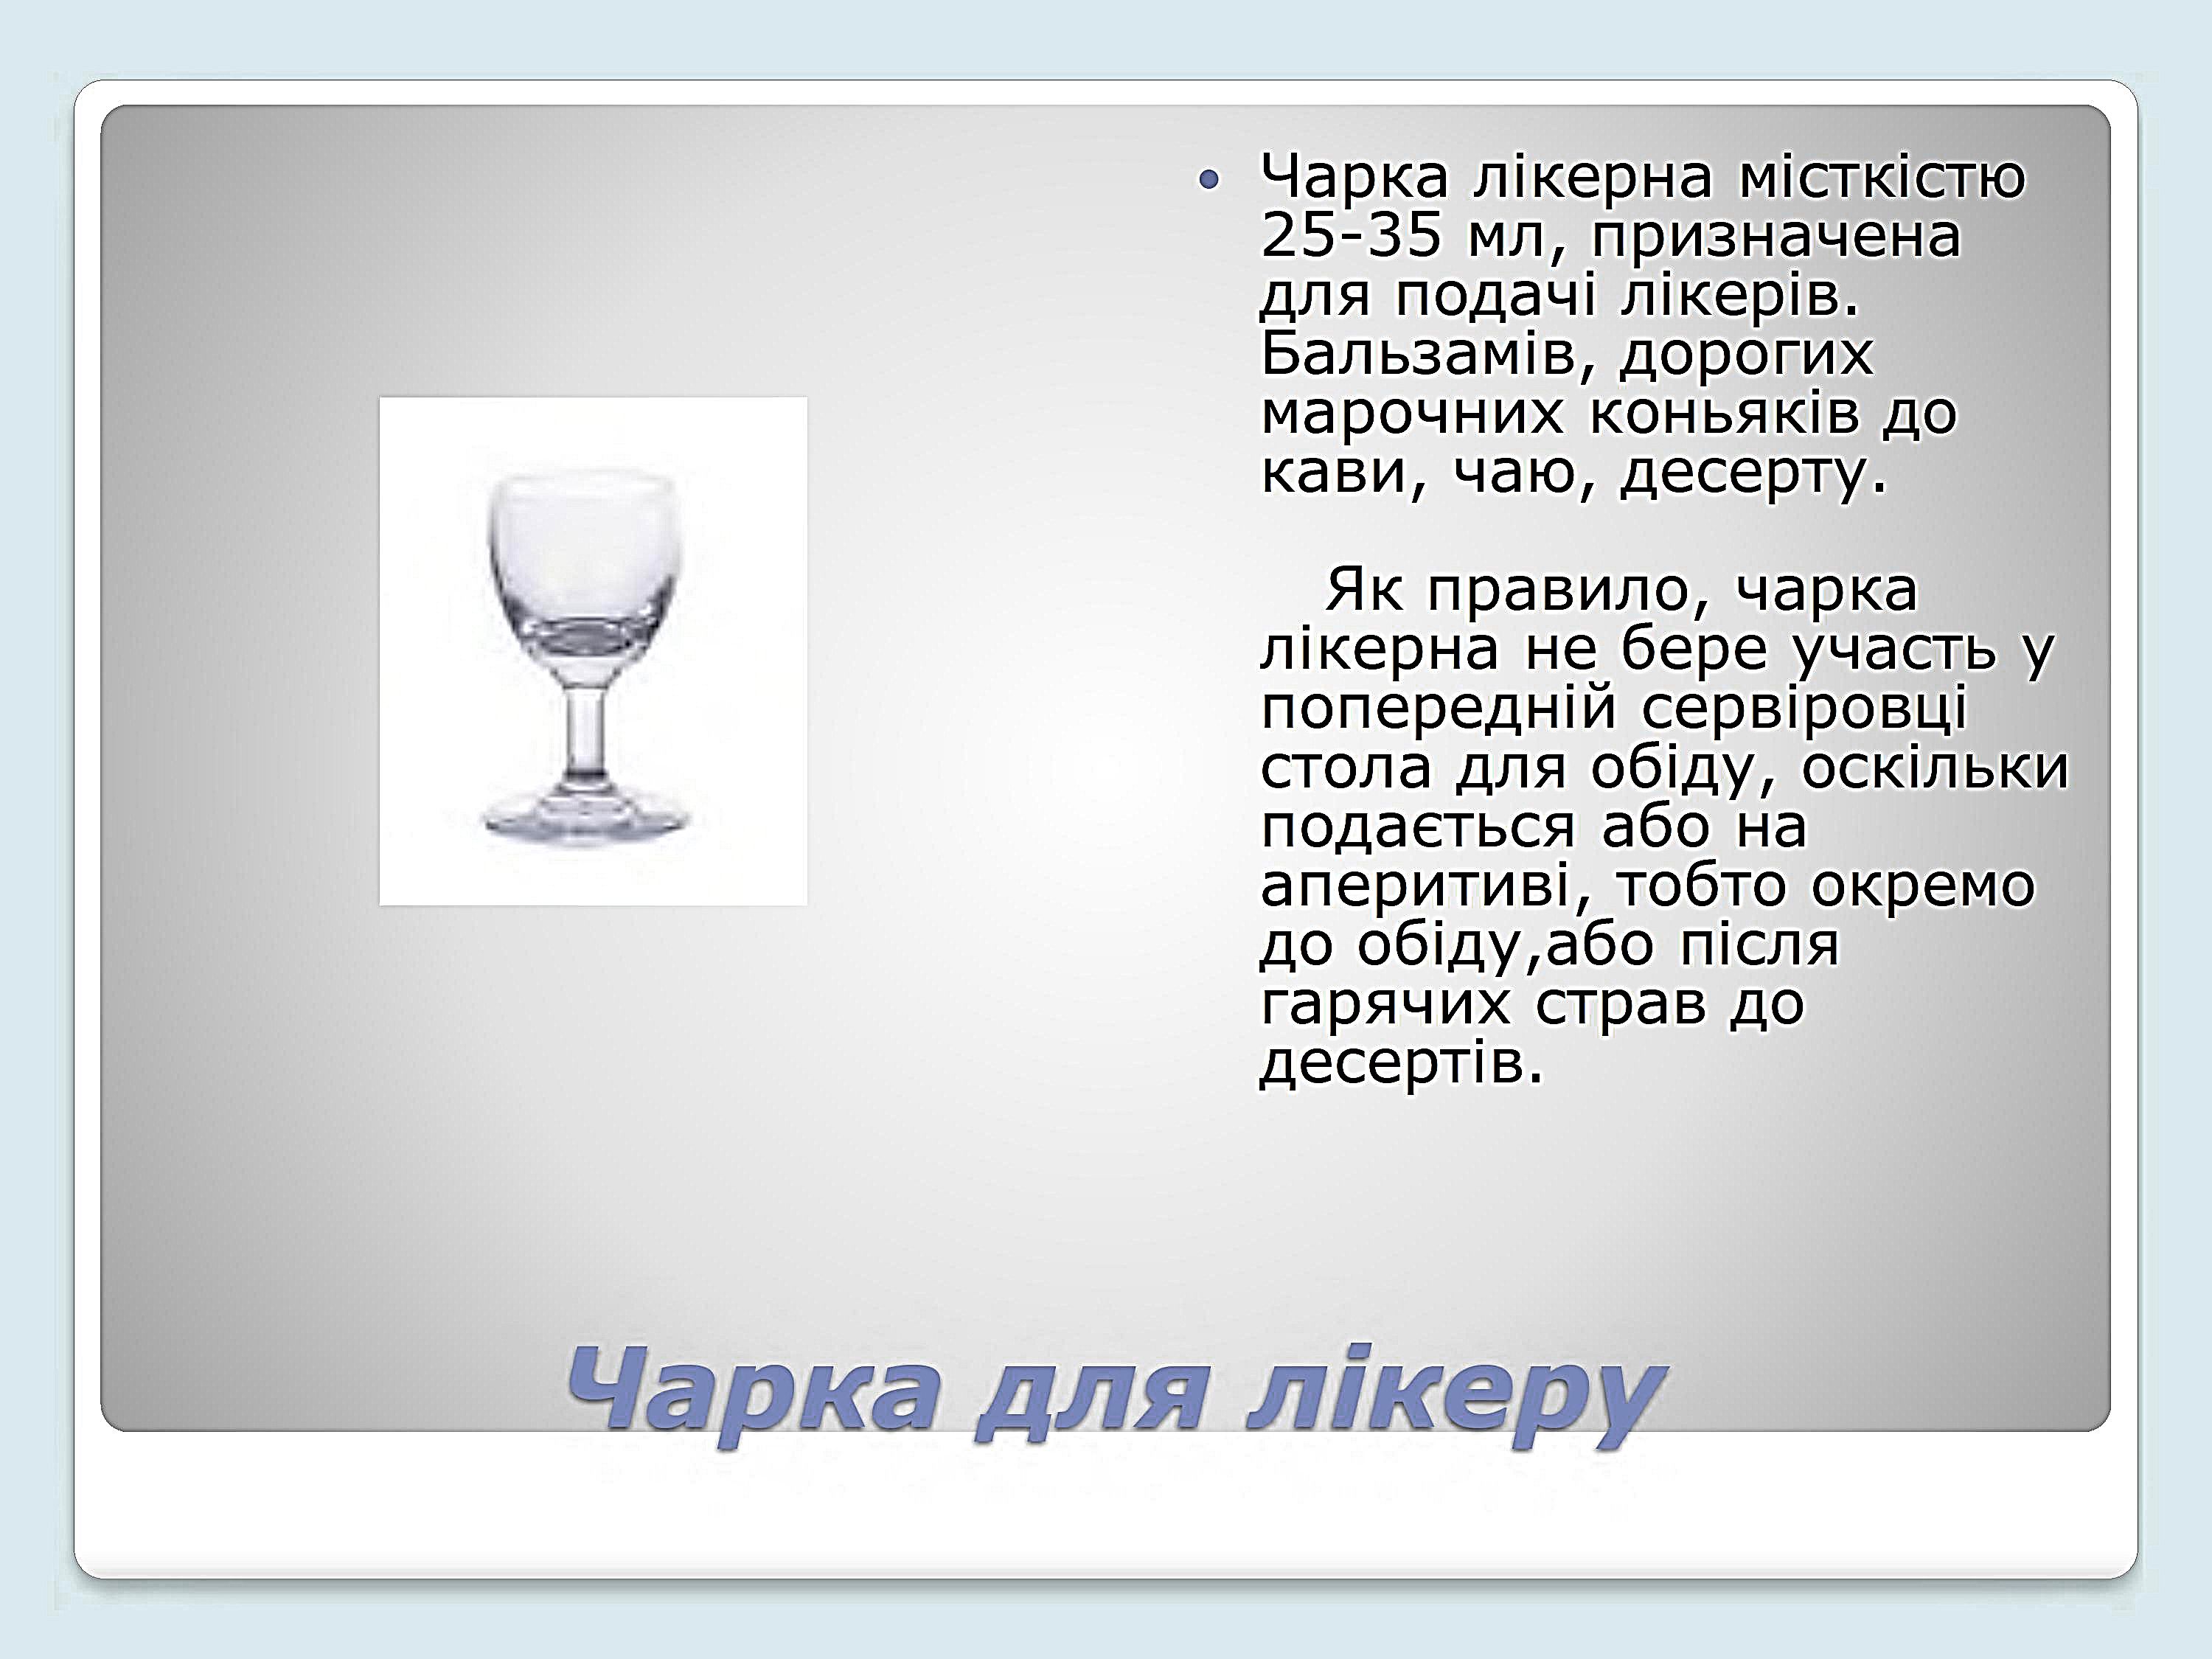 Чарка лікерна місткістю
25-35 мл, призначена
для подачі лікерів.
Бальзамів, дорогих
марочних коньяків до
кави, чаю, десерту.
Як правило, чарка
лікерна не бере участь у
попередній сервіровці
стола для обіду, оскільки
подається або на
аперитиві, тобто окремо
до обіду,або після
гарячих страв до
десертів.
Чарка для лікеру